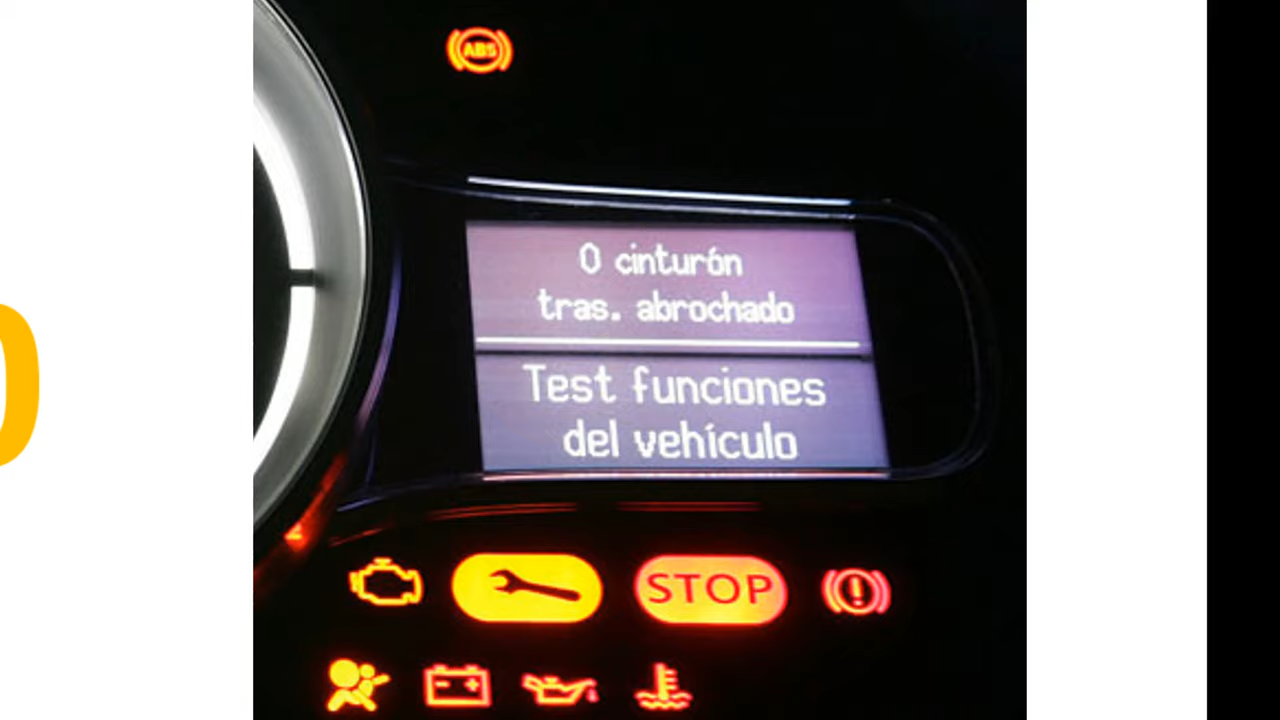 ABS
0 cinturón
tras. abrochado
Test funciones
del vehículo
STOP